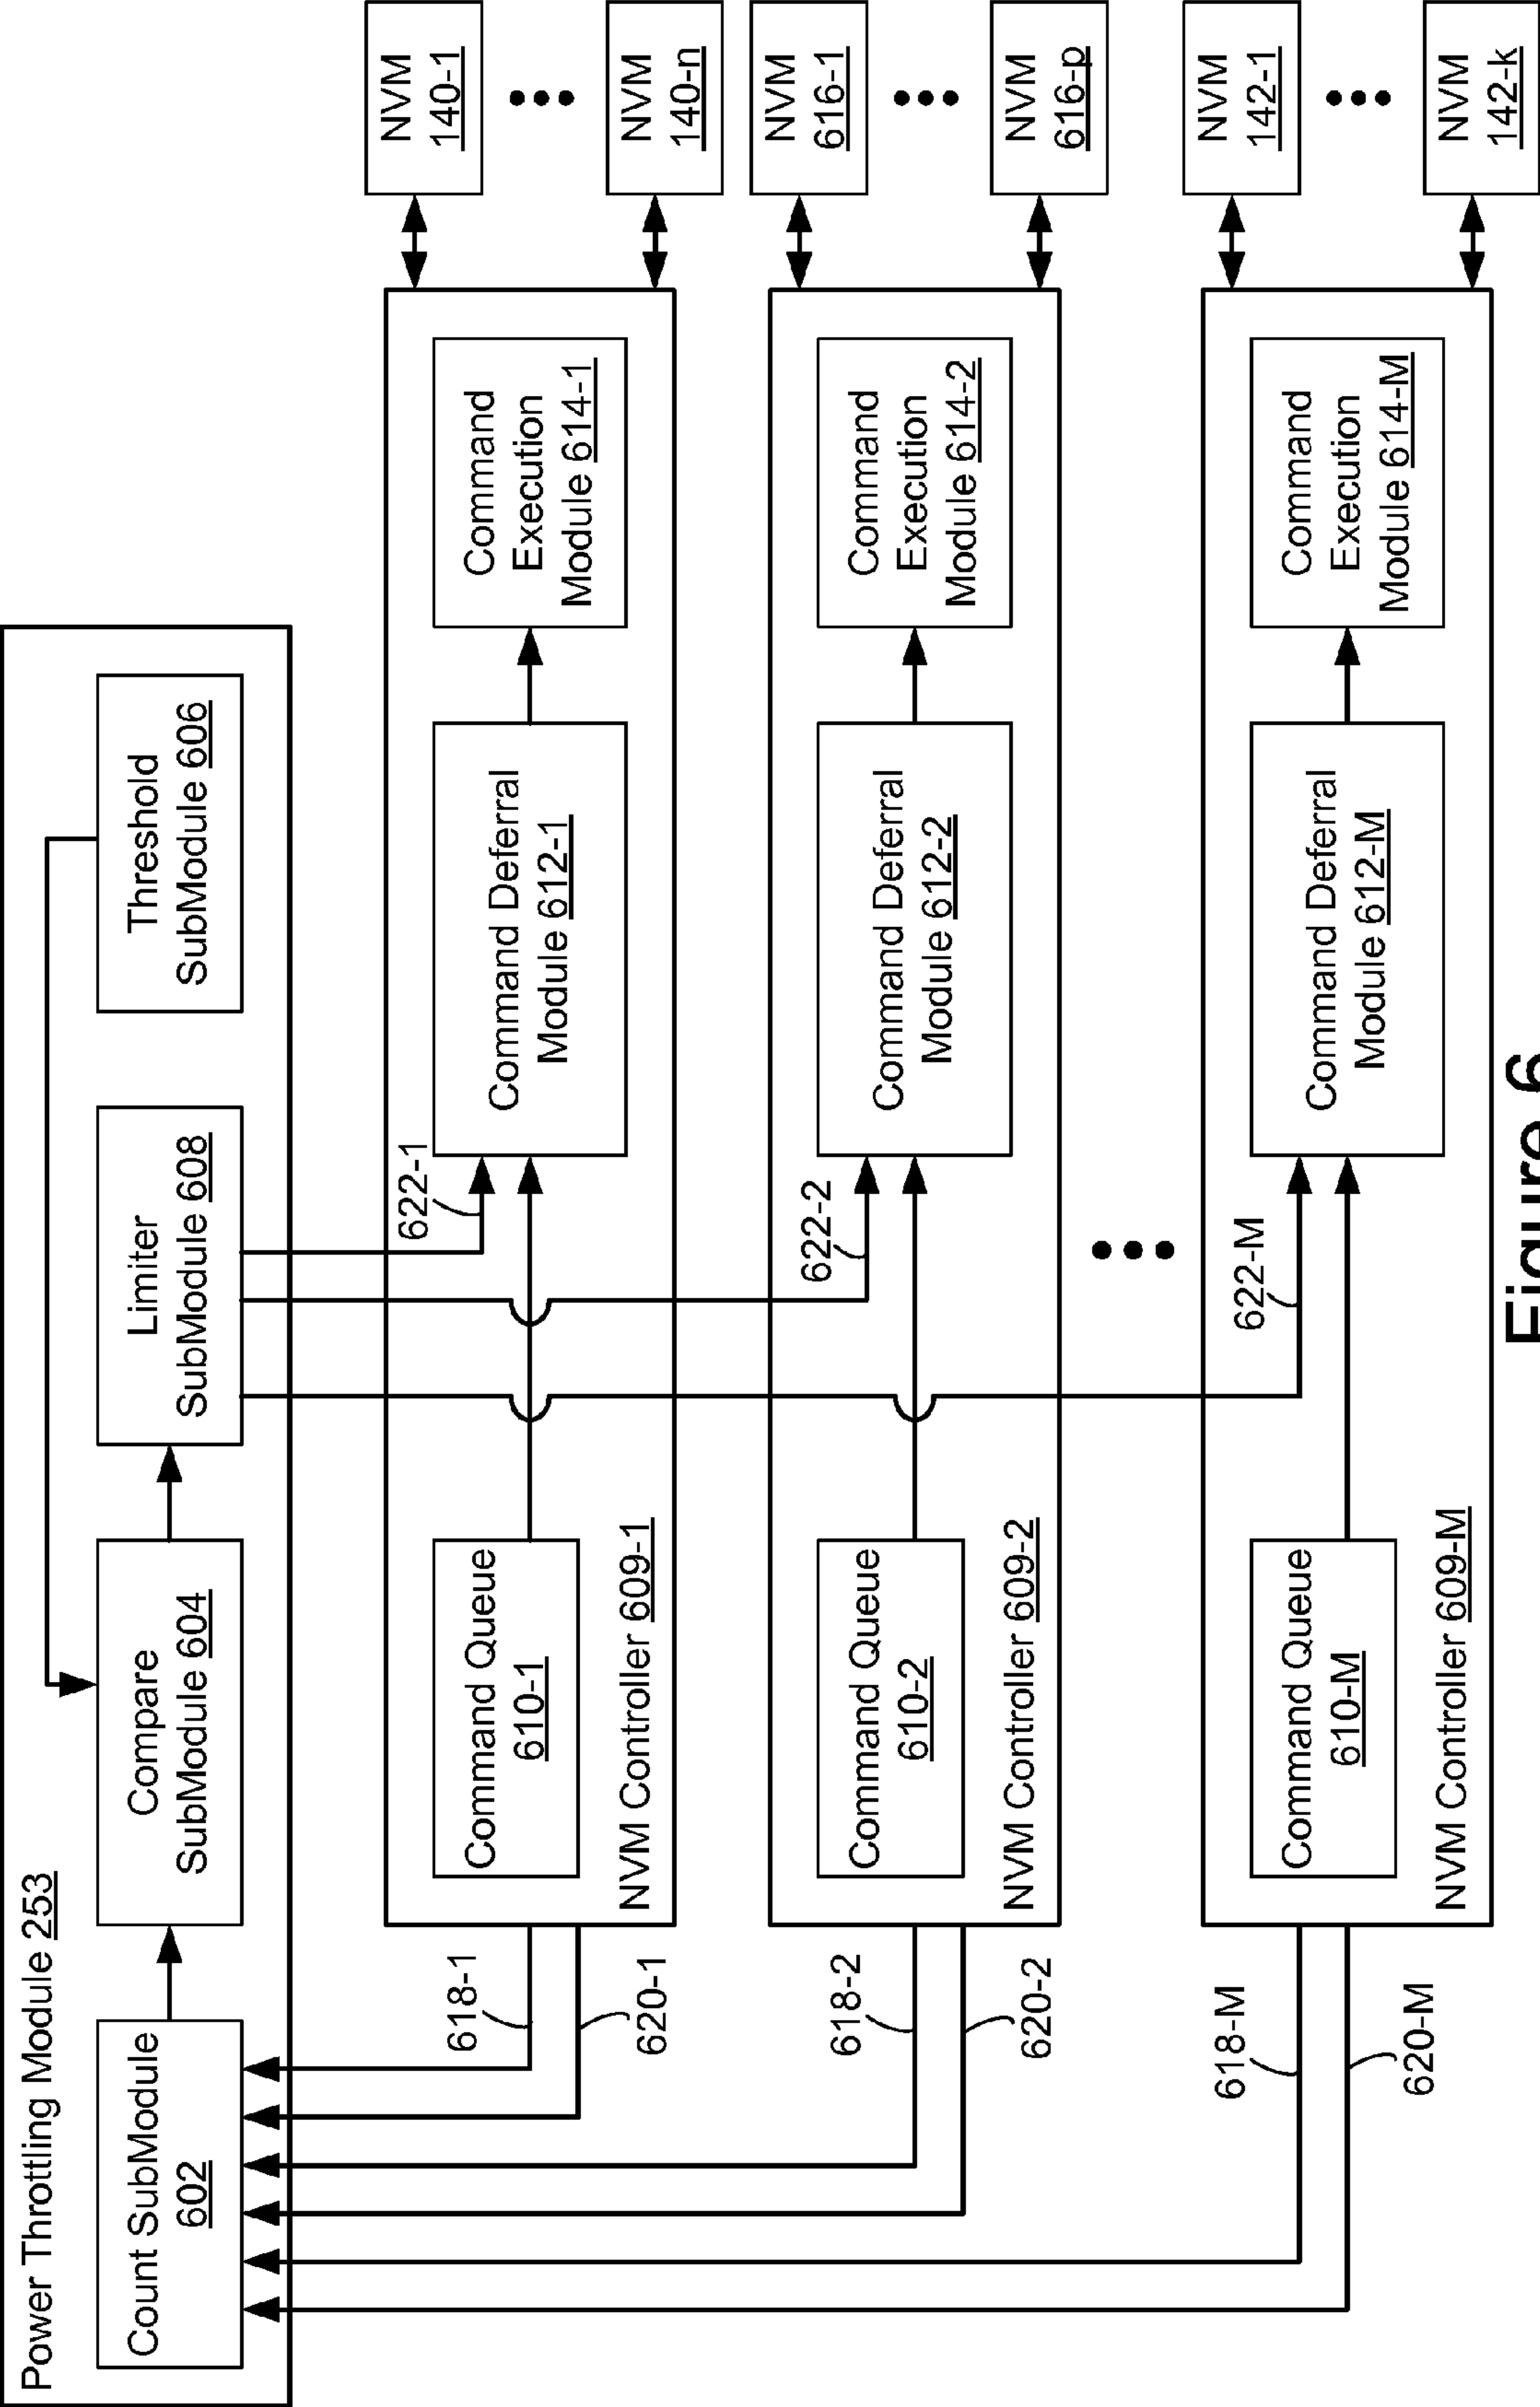 Power Throttling Module 253
Count SubModule
602
Compare
SubModule 604
Limiter
SubModule 608
Threshold
SubModule 606
618-1
620-1
Command Queue
610-1
NVM Controller 609-1
622-1
Command Deferral
Module 612-1
Command
Execution
Module 614-1
NVM
140-1
NVM
140-n
618-2
620-2
Command Queue
610-2
NVM Controller 609-2
622-2
Command Deferral
Module 612-2
Command
Execution
Module 614-2
NVM
616-1
NVM
616-p
618-M
620-M
Command Queue
610-M
NVM Controller 609-M
622-M
Command Deferral
Module 612-M
Command
Execution
Module 614-M
NVM
142-1
NVM
142-k
Figure 6